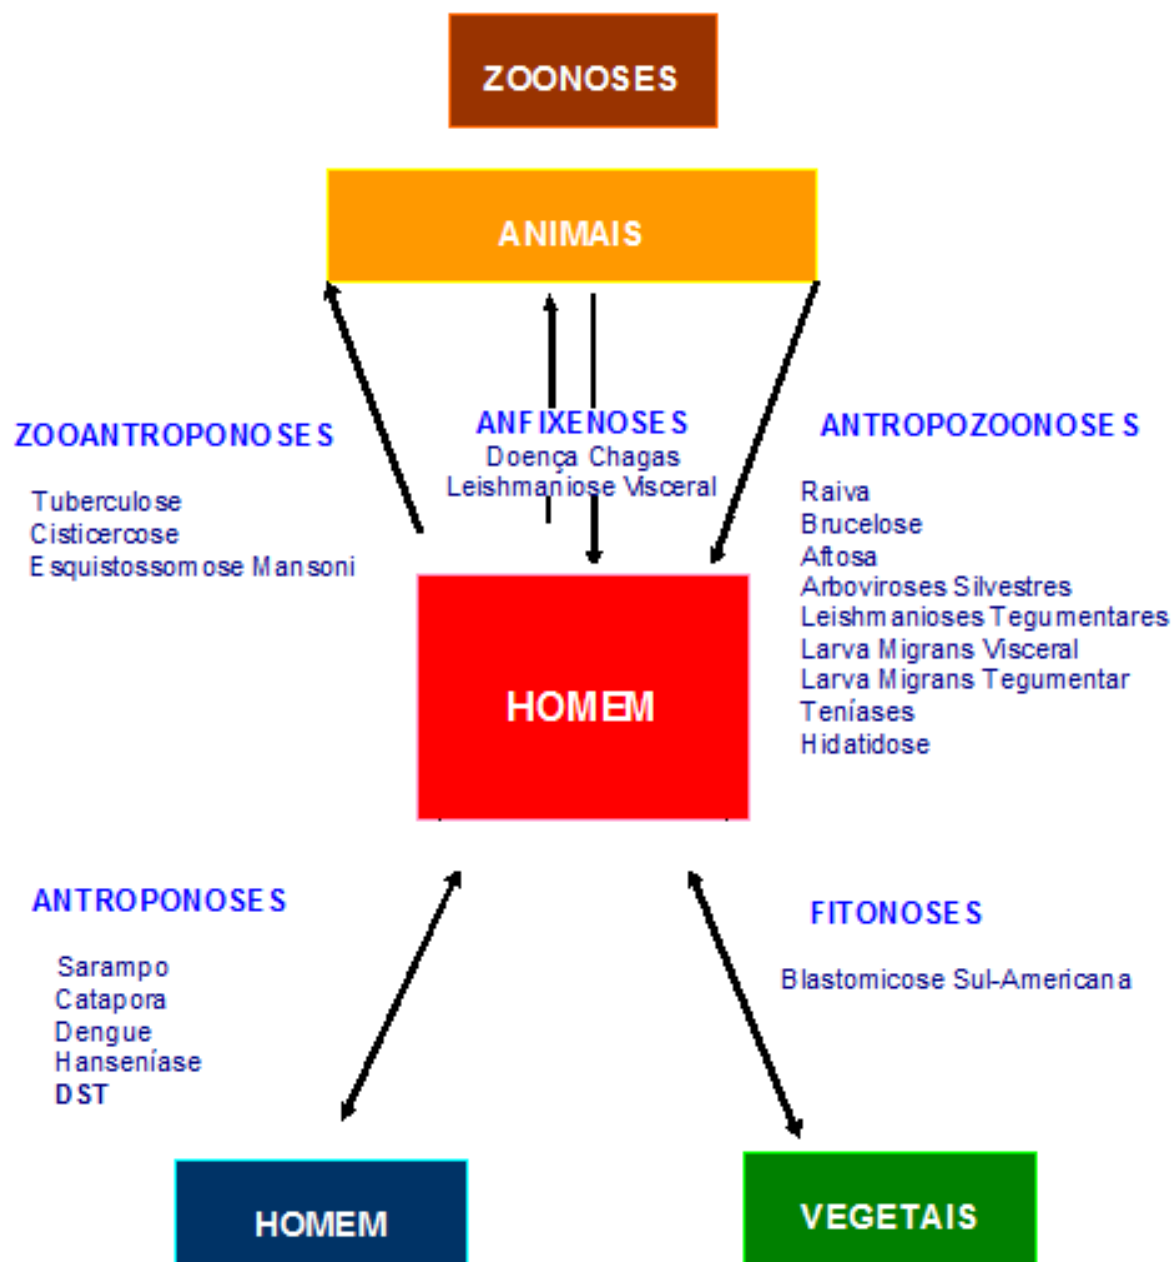 ZOONOSES
ANIMAIS
ZOOANTROPONOSES
Tuberculose
Cisticercose
Esquistossomose Mansoni
ANFIXENOSES
Doença Chagas
Leishmaniose Visceral
ANTROPOZOONOSES
Raiva
Brucelose
Aftosa
Arboviroses Silvestres
Leishmanioses Tegumentares
Larva Migrans Visceral
Larva Migrans Tegumentar
Teníases
Hidatidose
HOMEM
ANTROPONOSES
Sarampo
Catapora
Dengue
Hanseníase
DST
FITONOSES
Blastomicose Sul-Americana
HOMEM
VEGETAIS